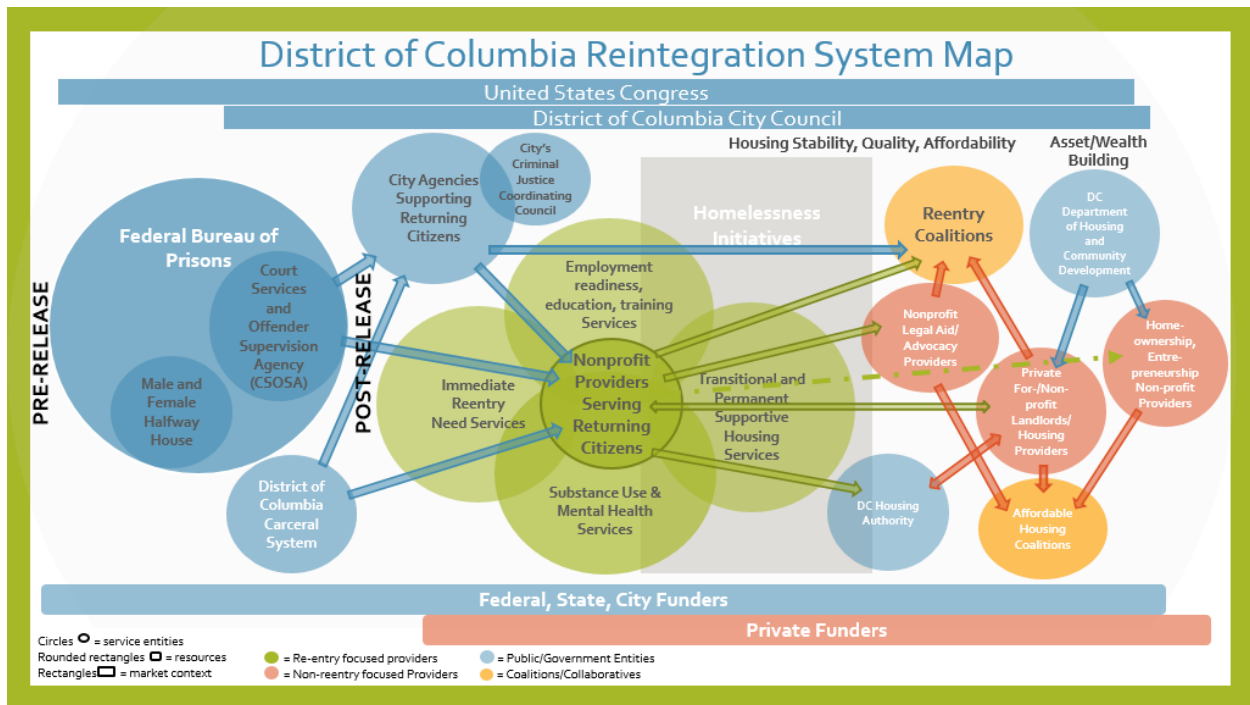 District of Columbia Reintegration System Map
United States Congress
District of Columbia City Council
PRE-RELEASE
Federal Bureau of
Prisons
Court
Services
and
Offender
Supervision
Agency
(CSOSA)
Male and
Female
Halfway
House
POST-RELEASE
District of
Columbia
Carceral
System
City Agencies
Supporting
Returning
Citizens
City's
Criminal
Justice
Coordinating
Council
Employment
readiness,
education, training
Services
Immediate
Reentry
Need Services
Nonprofit
Providers
Serving
Returning
Citizens
Transitional and
Permanent
Supportive
Housing
Services
Substance Use &
Mental Health
Services
Homelessness
Initiatives
Housing Stability, Quality, Affordability
Reentry
Coalitions
Nonprofit
Legal Aid/
Advocacy
Providers
Private
For-/Non-
profit
Landlords/
Housing
Providers
DC Housing
Authority
Affordable
Housing
Coalitions
Asset/Wealth
Building
DC
Department
of Housing
and
Community
Development
Home-
ownership,
Entre-
preneurship
Non-profit
Providers
Federal, State, City Funders
Private Funders
Circles = service entities
Rounded rectangles = resources
Rectangles = market context
= Re-entry focused providers
= Non-reentry focused Providers
= Public/Government Entities
= Coalitions/Collaboratives